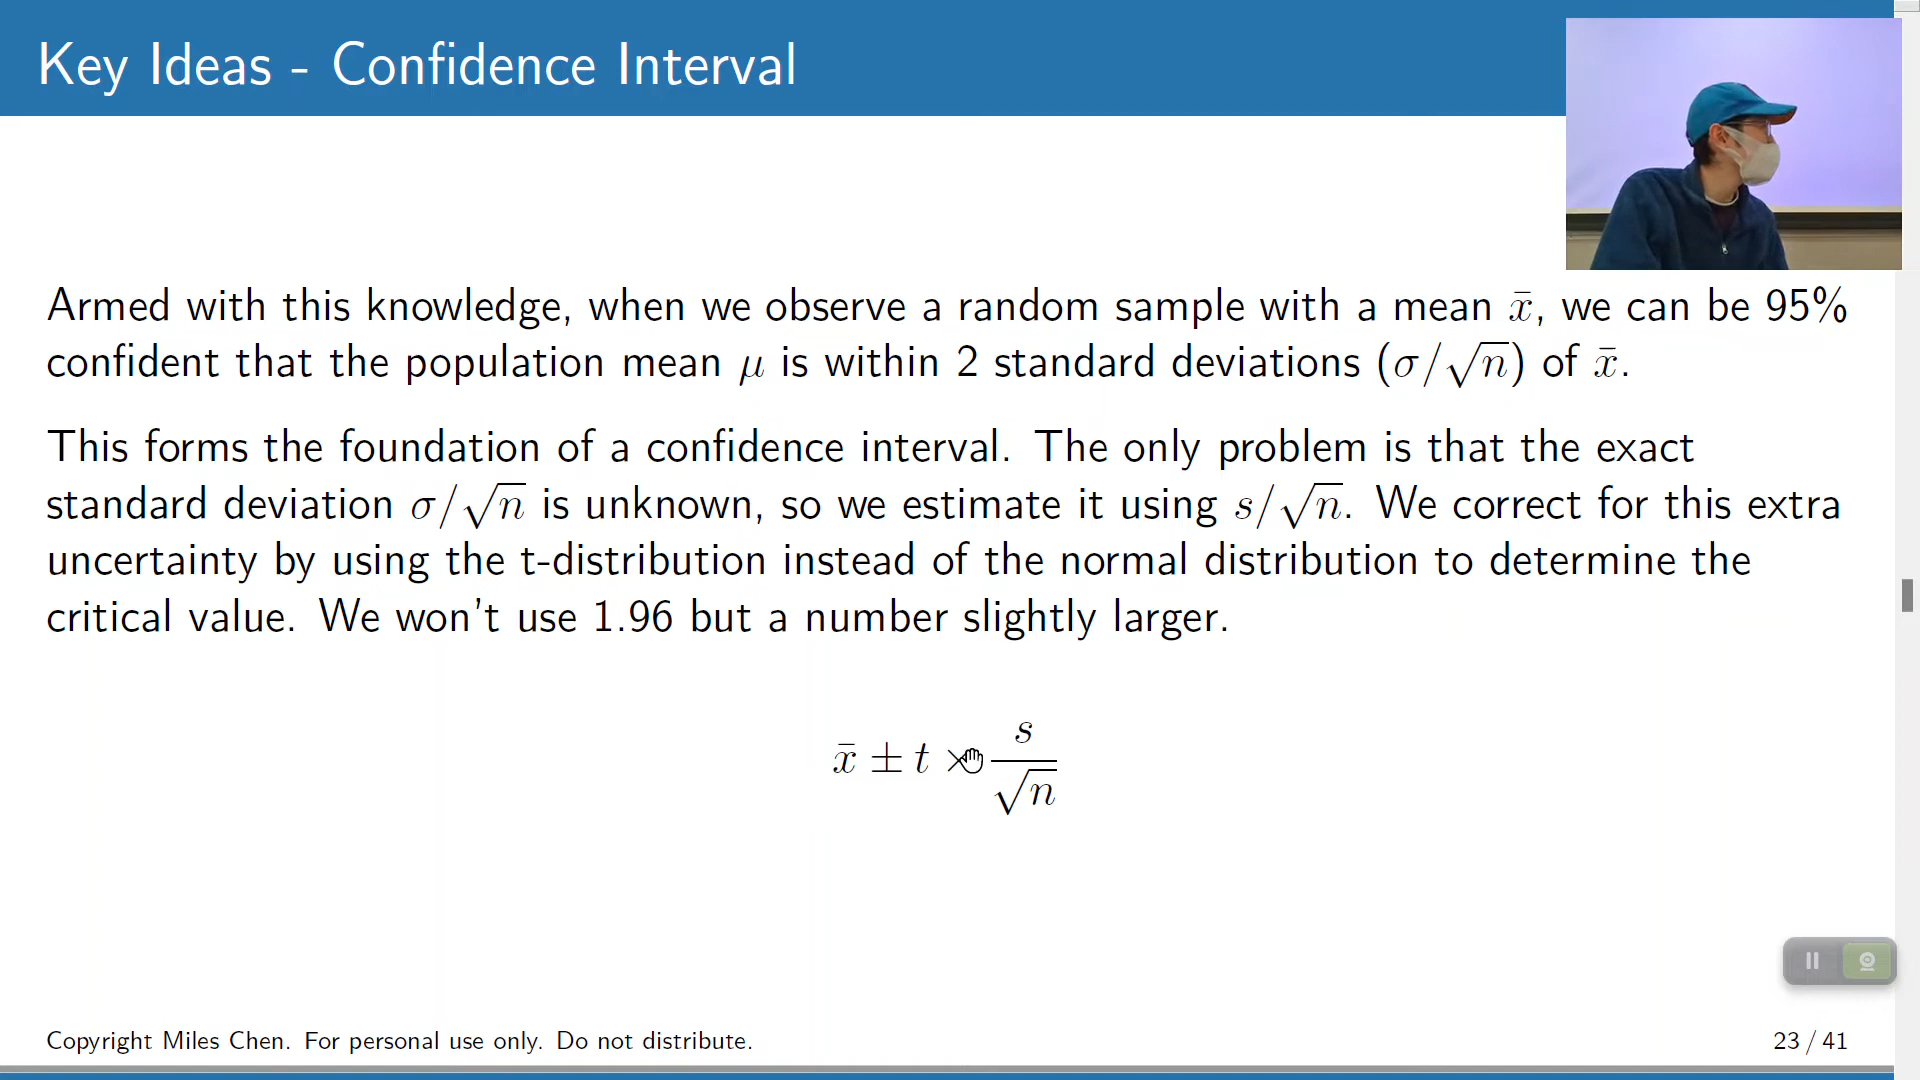 Key Ideas - Confidence Interval
Armed with this knowledge, when we observe a random sample with a mean x̄, we can be 95%
confident that the population mean μ is within 2 standard deviations (σ/√n) of x̄.
This forms the foundation of a confidence interval. The only problem is that the exact
standard deviation σ/√n is unknown, so we estimate it using s/√n. We correct for this extra
uncertainty by using the t-distribution instead of the normal distribution to determine the
critical value. We won't use 1.96 but a number slightly larger.
x̄ ± t × s/√n
Copyright Miles Chen. For personal use only. Do not distribute.
23 / 41